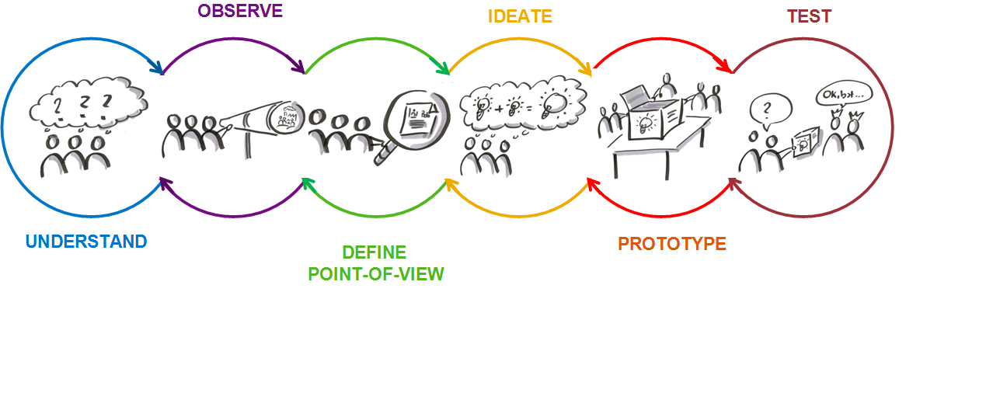 OBSERVE
IDEATE
TEST
? ? ?
+ =
?
Ok, but...
UNDERSTAND
DEFINE
POINT-OF-VIEW
PROTOTYPE